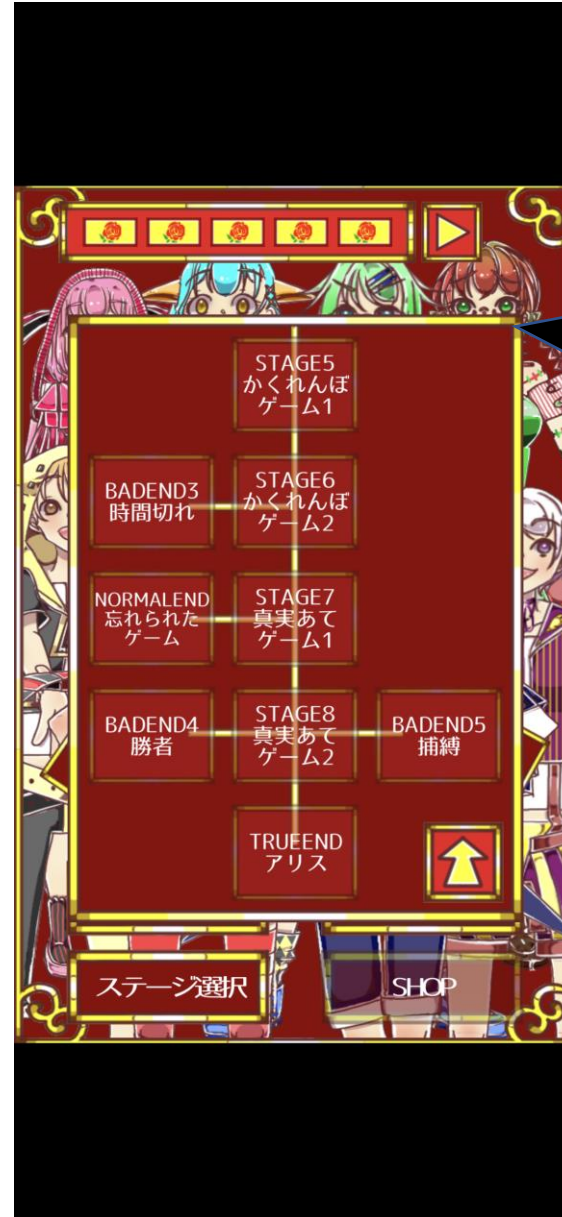 STAGE5
かくれんぼ
ゲーム1
BADEND3
時間切れ
STAGE6
かくれんぼ
ゲーム2
NORMALEND
忘れられた
ゲーム
STAGE7
真実あて
ゲーム1
BADEND4
勝者
STAGE8
真実あて
ゲーム2
BADEND5
捕縛
TRUEEND
アリス
ステージ選択
SHOP